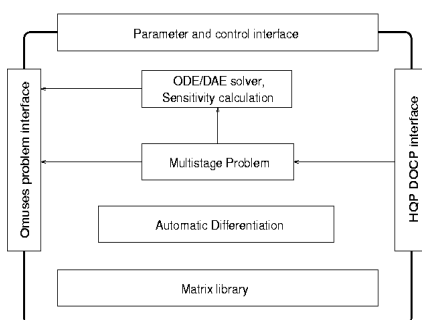 Parameter and control interface
Omuses problem interface
ODE/DAE solver,
Sensitivity calculation
HQP DOCP interface
Multistage Problem
Automatic Differentiation
Matrix library